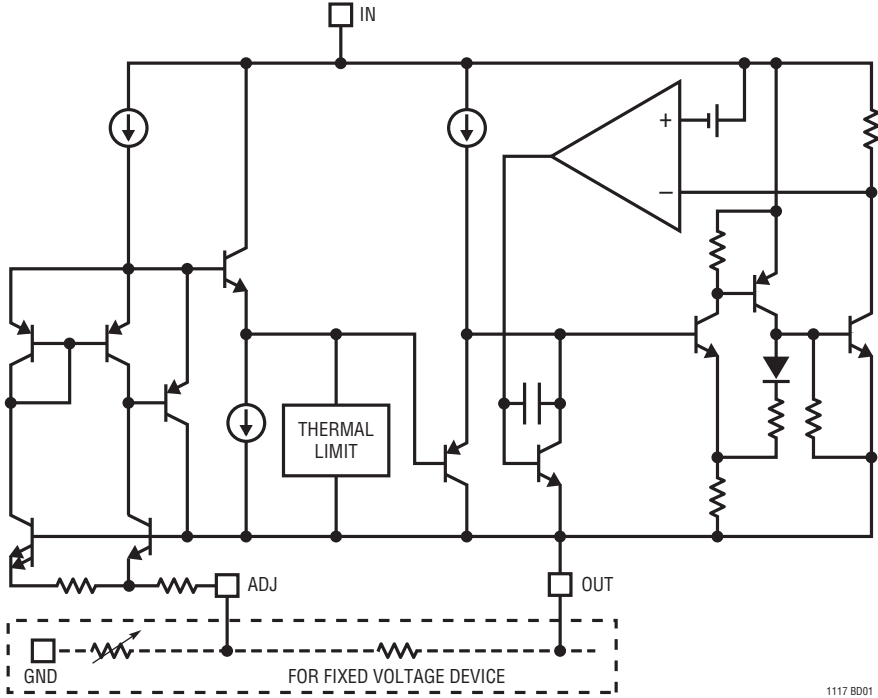 IN
+
−
THERMAL
LIMIT
ADJ
OUT
GND
FOR FIXED VOLTAGE DEVICE
1117 BD01